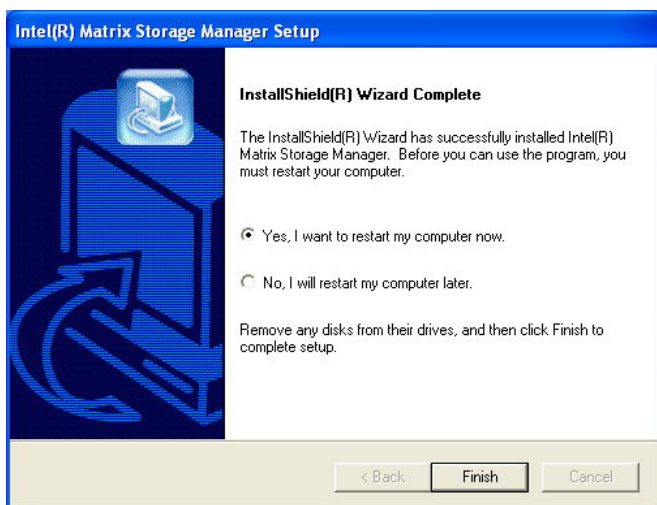 Intel(R) Matrix Storage Manager Setup
InstallShield(R) Wizard Complete
The InstallShield(R) Wizard has successfully installed Intel(R)
Matrix Storage Manager. Before you can use the program, you
must restart your computer.
Yes, I want to restart my computer now.
No, I will restart my computer later.
Remove any disks from their drives, and then click Finish to
complete setup.
< Back
Finish
Cancel